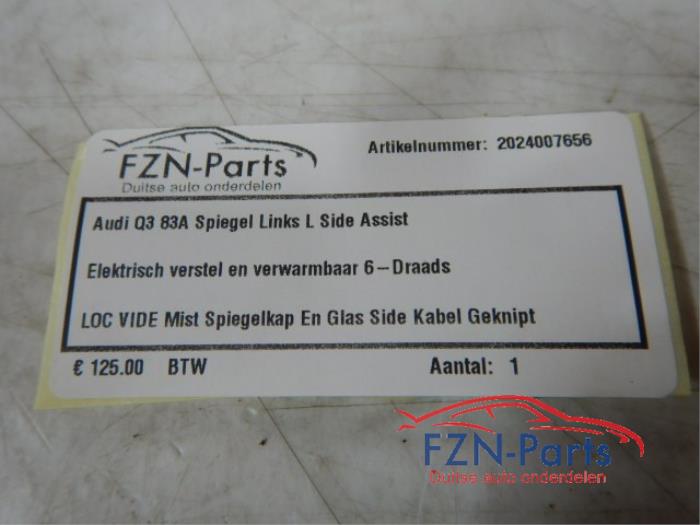 FZN-Parts
Duitse auto onderdelen
Artikelnummer: 2024007656
Audi Q3 83A Spiegel Links L Side Assist
Elektrisch verstel en verwarmbaar 6-Draads
LOC VIDE Mist Spiegelkap En Glas Side Kabel Geknipt
€ 125.00 BTW Aantal: 1
FZN-Parts
Duitse auto onderdelen